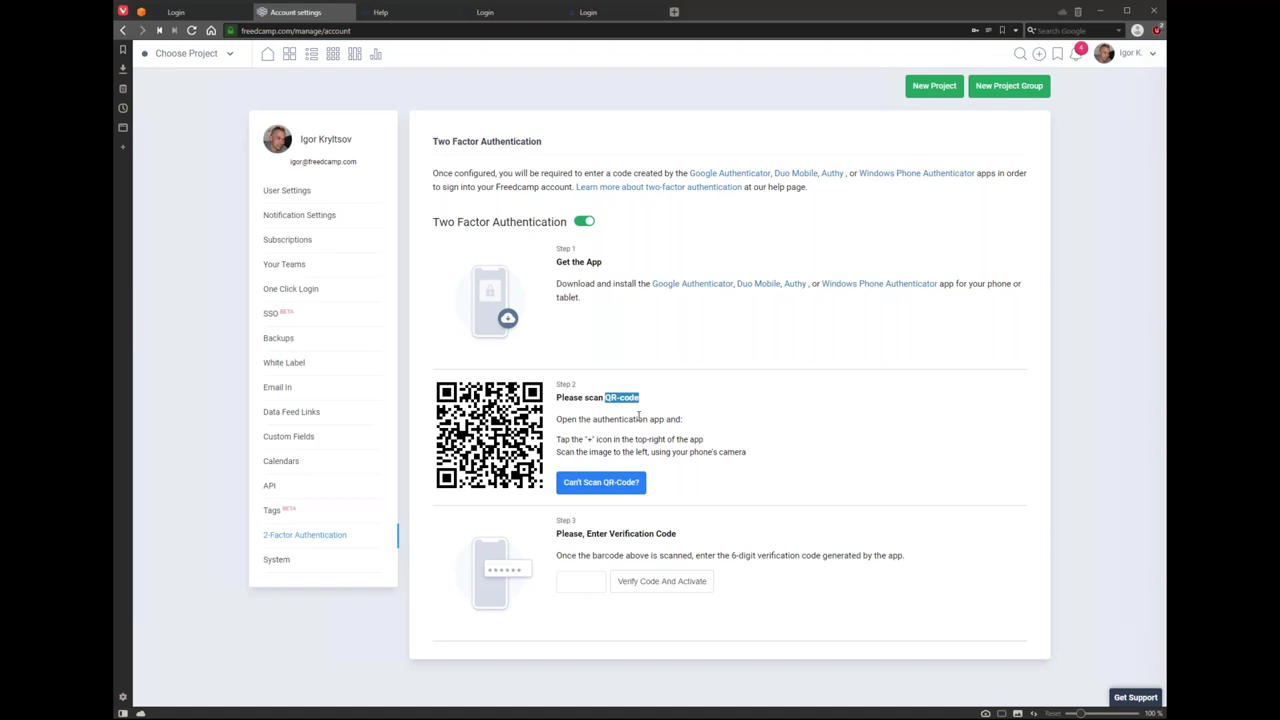 Login
Account settings
Help
Login
Login
freedcamp.com/manage/account
Search Google
Choose Project
4
Igor K.
New Project
New Project Group
Igor Kryltsov
igor@freedcamp.com
User Settings
Notification Settings
Subscriptions
Your Teams
One Click Login
SSO BETA
Backups
White Label
Email In
Data Feed Links
Custom Fields
Calendars
API
Tags BETA
2-Factor Authentication
System
Two Factor Authentication
Once configured, you will be required to enter a code created by the Google Authenticator, Duo Mobile, Authy , or Windows Phone Authenticator apps in order
to sign into your Freedcamp account. Learn more about two-factor authentication at our help page.
Two Factor Authentication
Step 1
Get the App
Download and install the Google Authenticator, Duo Mobile, Authy , or Windows Phone Authenticator app for your phone or
tablet.
Step 2
Please scan QR-code
Open the authentication app and:
Tap the "+" icon in the top-right of the app
Scan the image to the left, using your phone's camera
Can't Scan QR-Code?
Step 3
Please, Enter Verification Code
Once the barcode above is scanned, enter the 6-digit verification code generated by the app.
******
Verify Code And Activate
Get Support
Reset
100 %